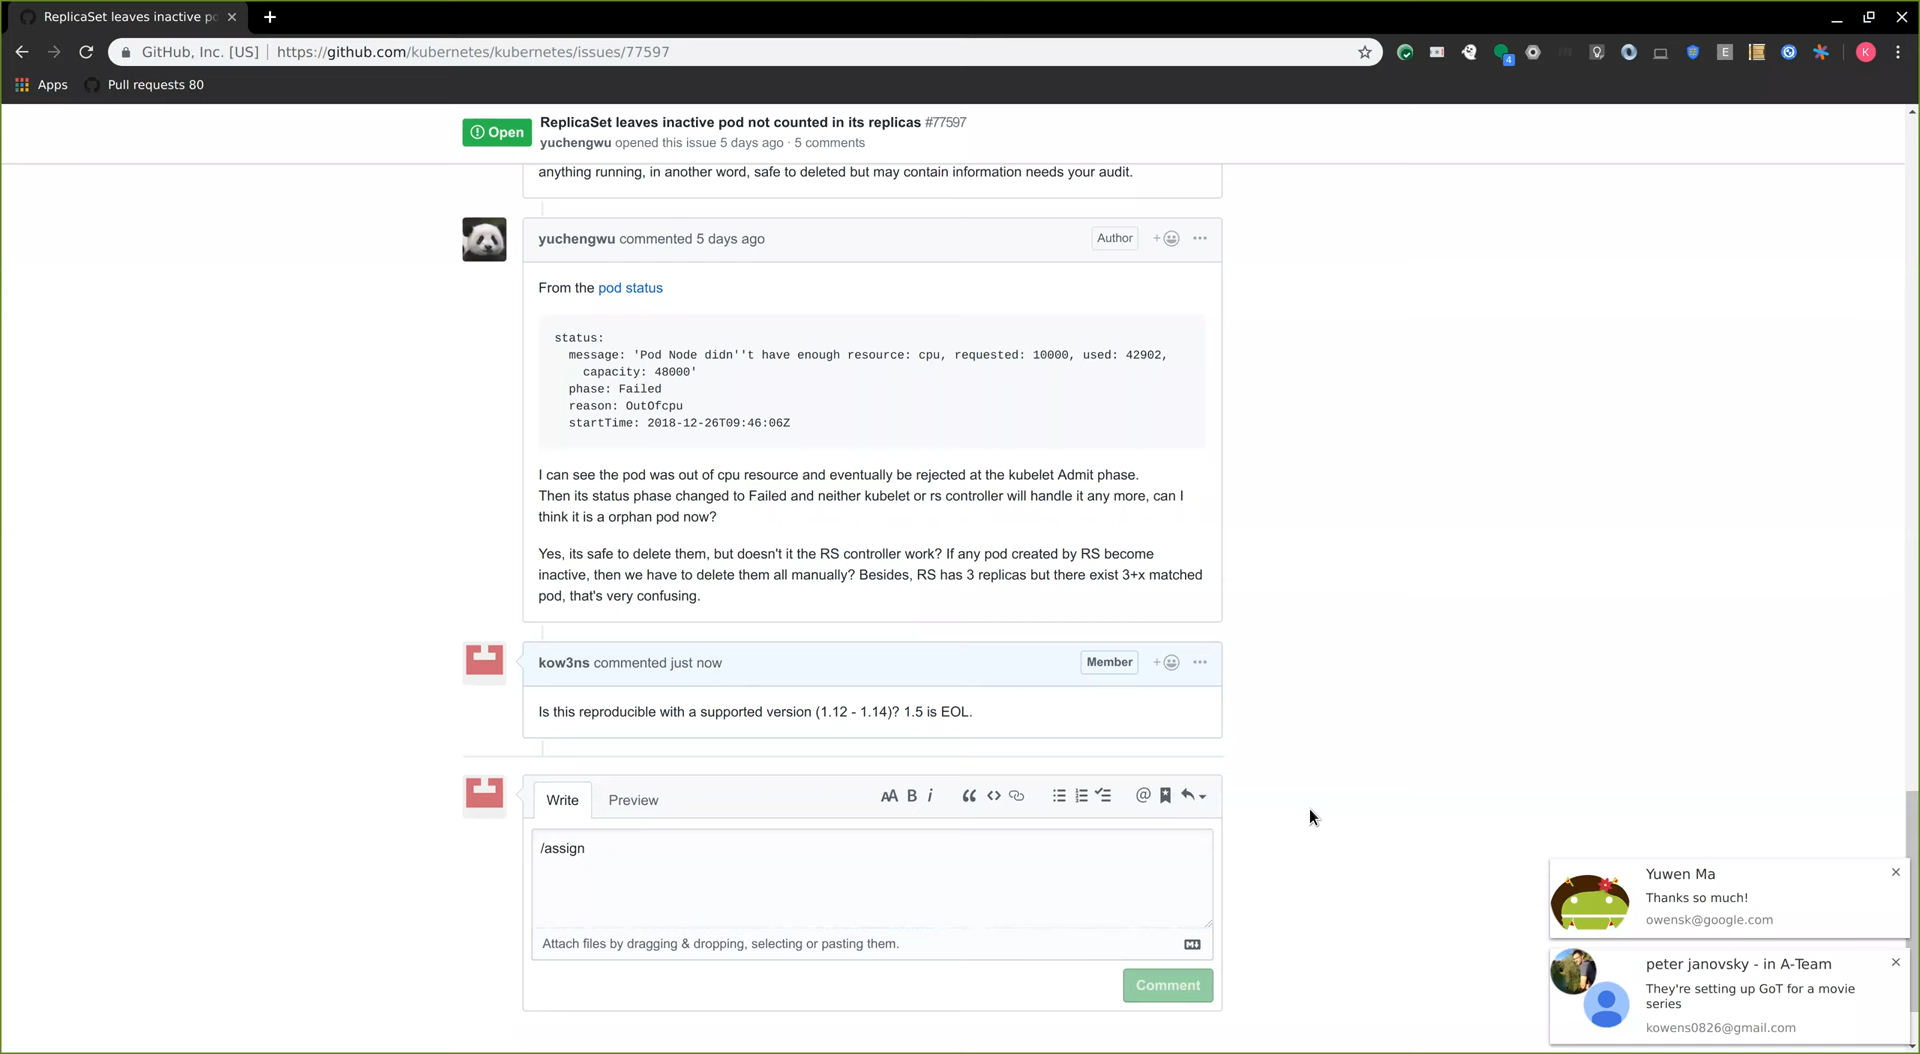 ReplicaSet leaves inactive po
GitHub, Inc. [US] | https://github.com/kubernetes/kubernetes/issues/77597
4
E
K
Apps
Pull requests 80
Open
ReplicaSet leaves inactive pod not counted in its replicas #77597
yuchengwu opened this issue 5 days ago · 5 comments
anything running, in another word, safe to deleted but may contain information needs your audit.
yuchengwu commented 5 days ago
Author
From the pod status
status:
message: 'Pod Node didn''t have enough resource: cpu, requested: 10000, used: 42902,
capacity: 48000'
phase: Failed
reason: OutOfcpu
startTime: 2018-12-26T09:46:06Z
I can see the pod was out of cpu resource and eventually be rejected at the kubelet Admit phase.
Then its status phase changed to Failed and neither kubelet or rs controller will handle it any more, can I
think it is a orphan pod now?
Yes, its safe to delete them, but doesn't it the RS controller work? If any pod created by RS become
inactive, then we have to delete them all manually? Besides, RS has 3 replicas but there exist 3+x matched
pod, that's very confusing.
kow3ns commented just now
Member
Is this reproducible with a supported version (1.12 - 1.14)? 1.5 is EOL.
Write
Preview
AA B i
/assign
Attach files by dragging & dropping, selecting or pasting them.
Comment
Yuwen Ma
Thanks so much!
owensk@google.com
peter janovsky - in A-Team
They're setting up GoT for a movie
series
kowens0826@gmail.com